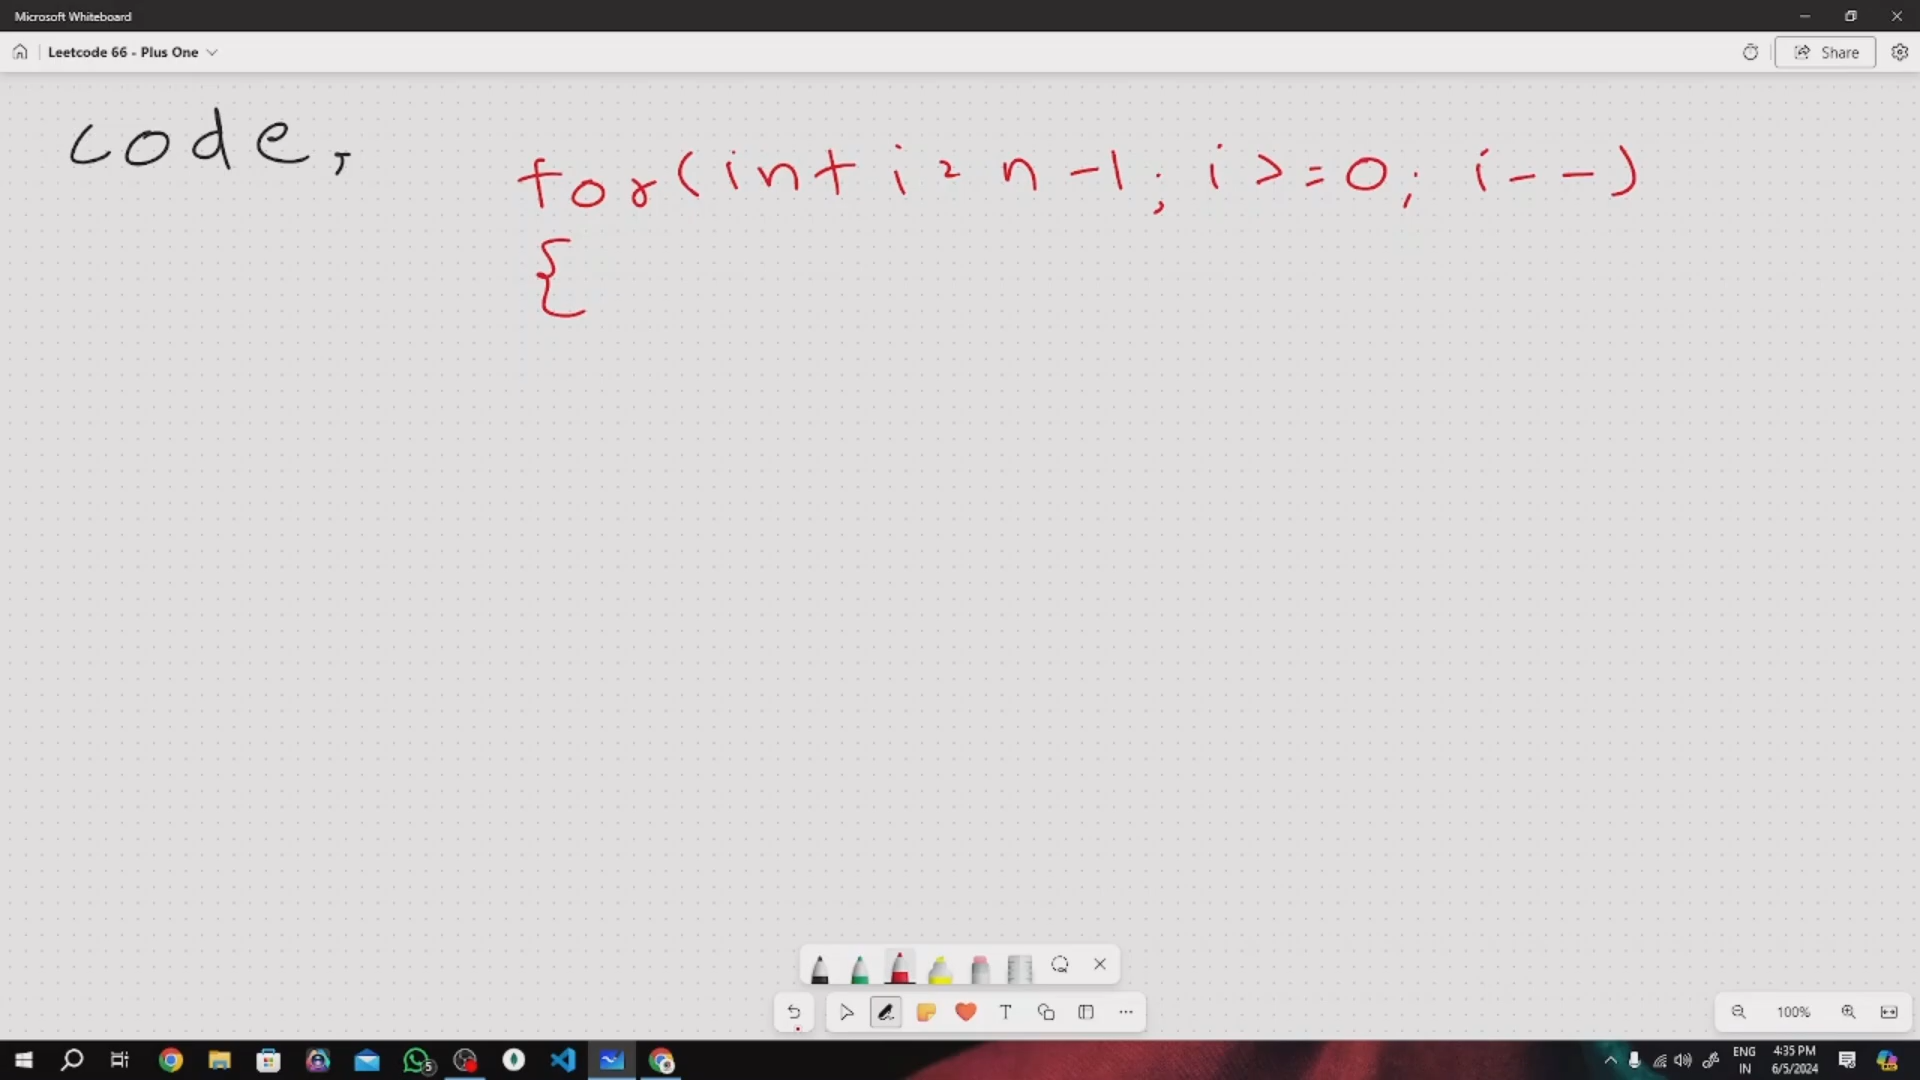 Microsoft Whiteboard
Leetcode 66 - Plus One
Share
code,
for(int i = n-1; i >= 0; i--)
{
T
100%
5
ENG
IN
4:35 PM
6/5/2024